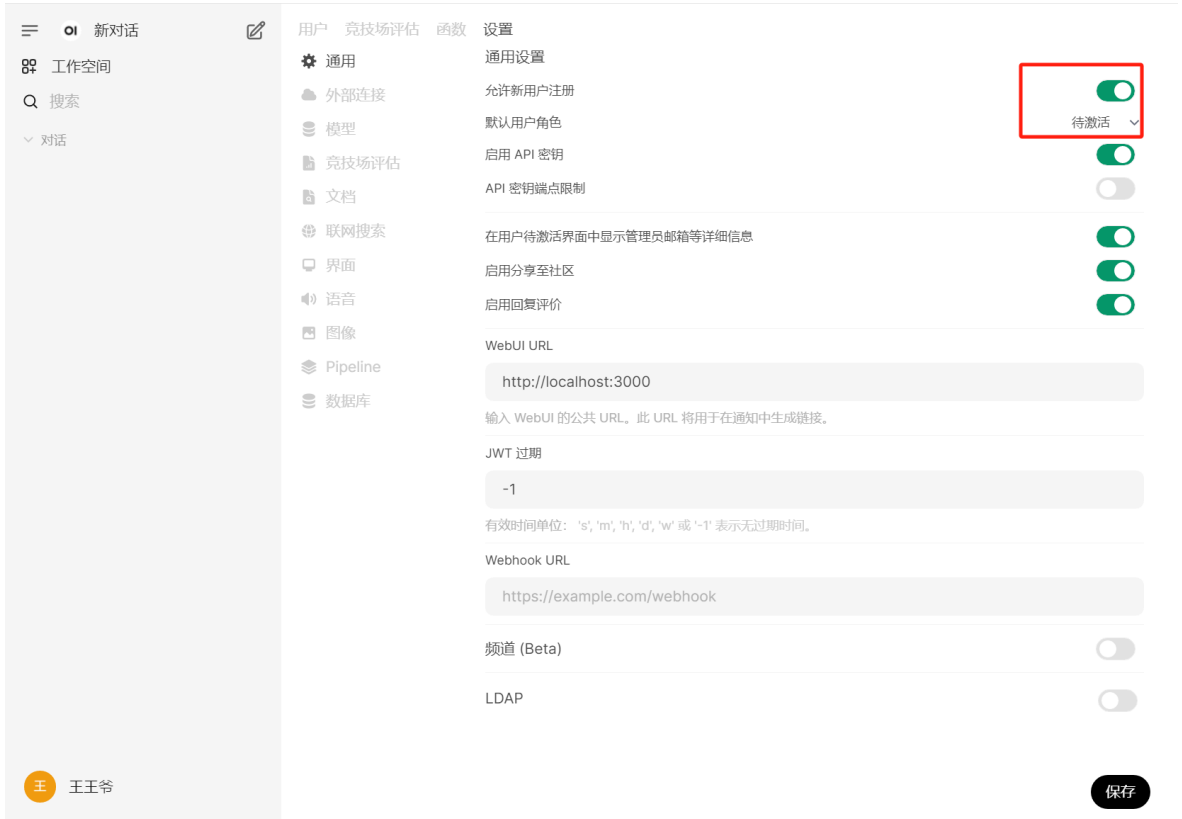 OI 新对话
工作空间
搜索
对话
王 王王爷
用户 竞技场评估 函数 设置
通用
外部连接
模型
竞技场评估
文档
联网搜索
界面
语音
图像
Pipeline
数据库
通用设置
允许新用户注册
默认用户角色 待激活
启用 API 密钥
API 密钥端点限制
在用户待激活界面中显示管理员邮箱等详细信息
启用分享至社区
启用回复评价
WebUI URL
http://localhost:3000
输入 WebUI 的公共 URL。此 URL 将用于在通知中生成链接。
JWT 过期
-1
有效时间单位： 's', 'm', 'h', 'd', 'w' 或 '-1' 表示无过期时间。
Webhook URL
https://example.com/webhook
频道 (Beta)
LDAP
保存